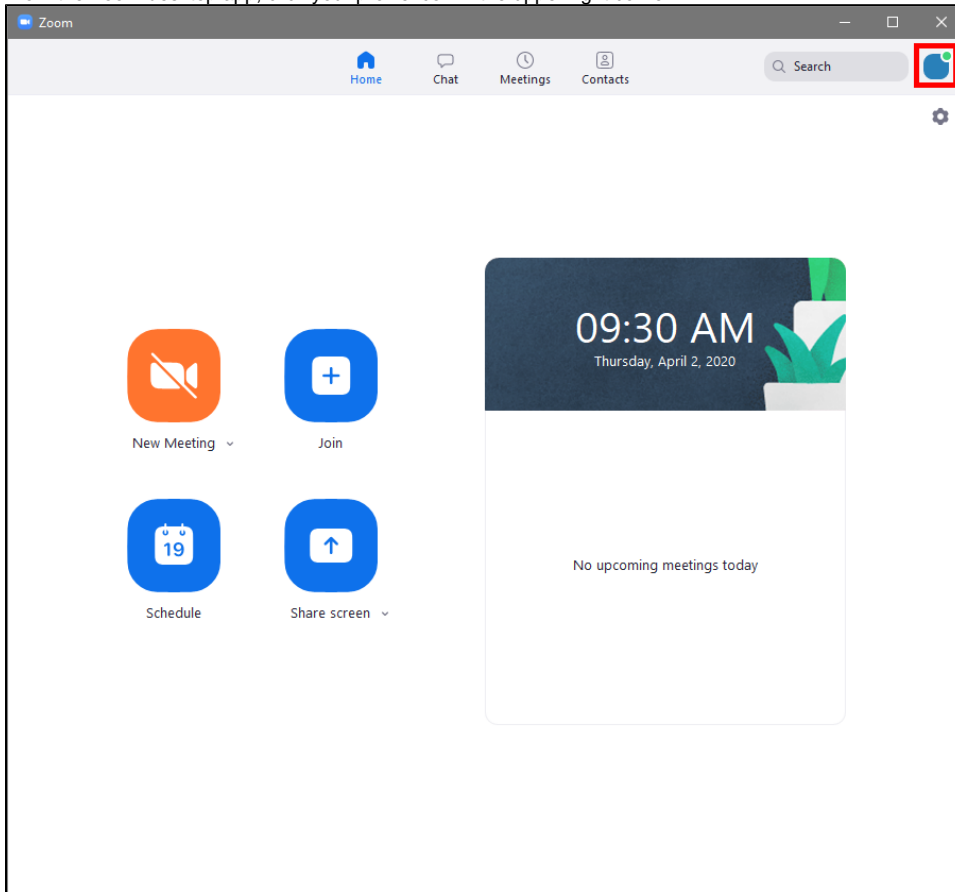 Zoom
Home
Chat
Meetings
Contacts
Search
09:30 AM
Thursday, April 2, 2020
New Meeting
Join
19
Schedule
Share screen
No upcoming meetings today